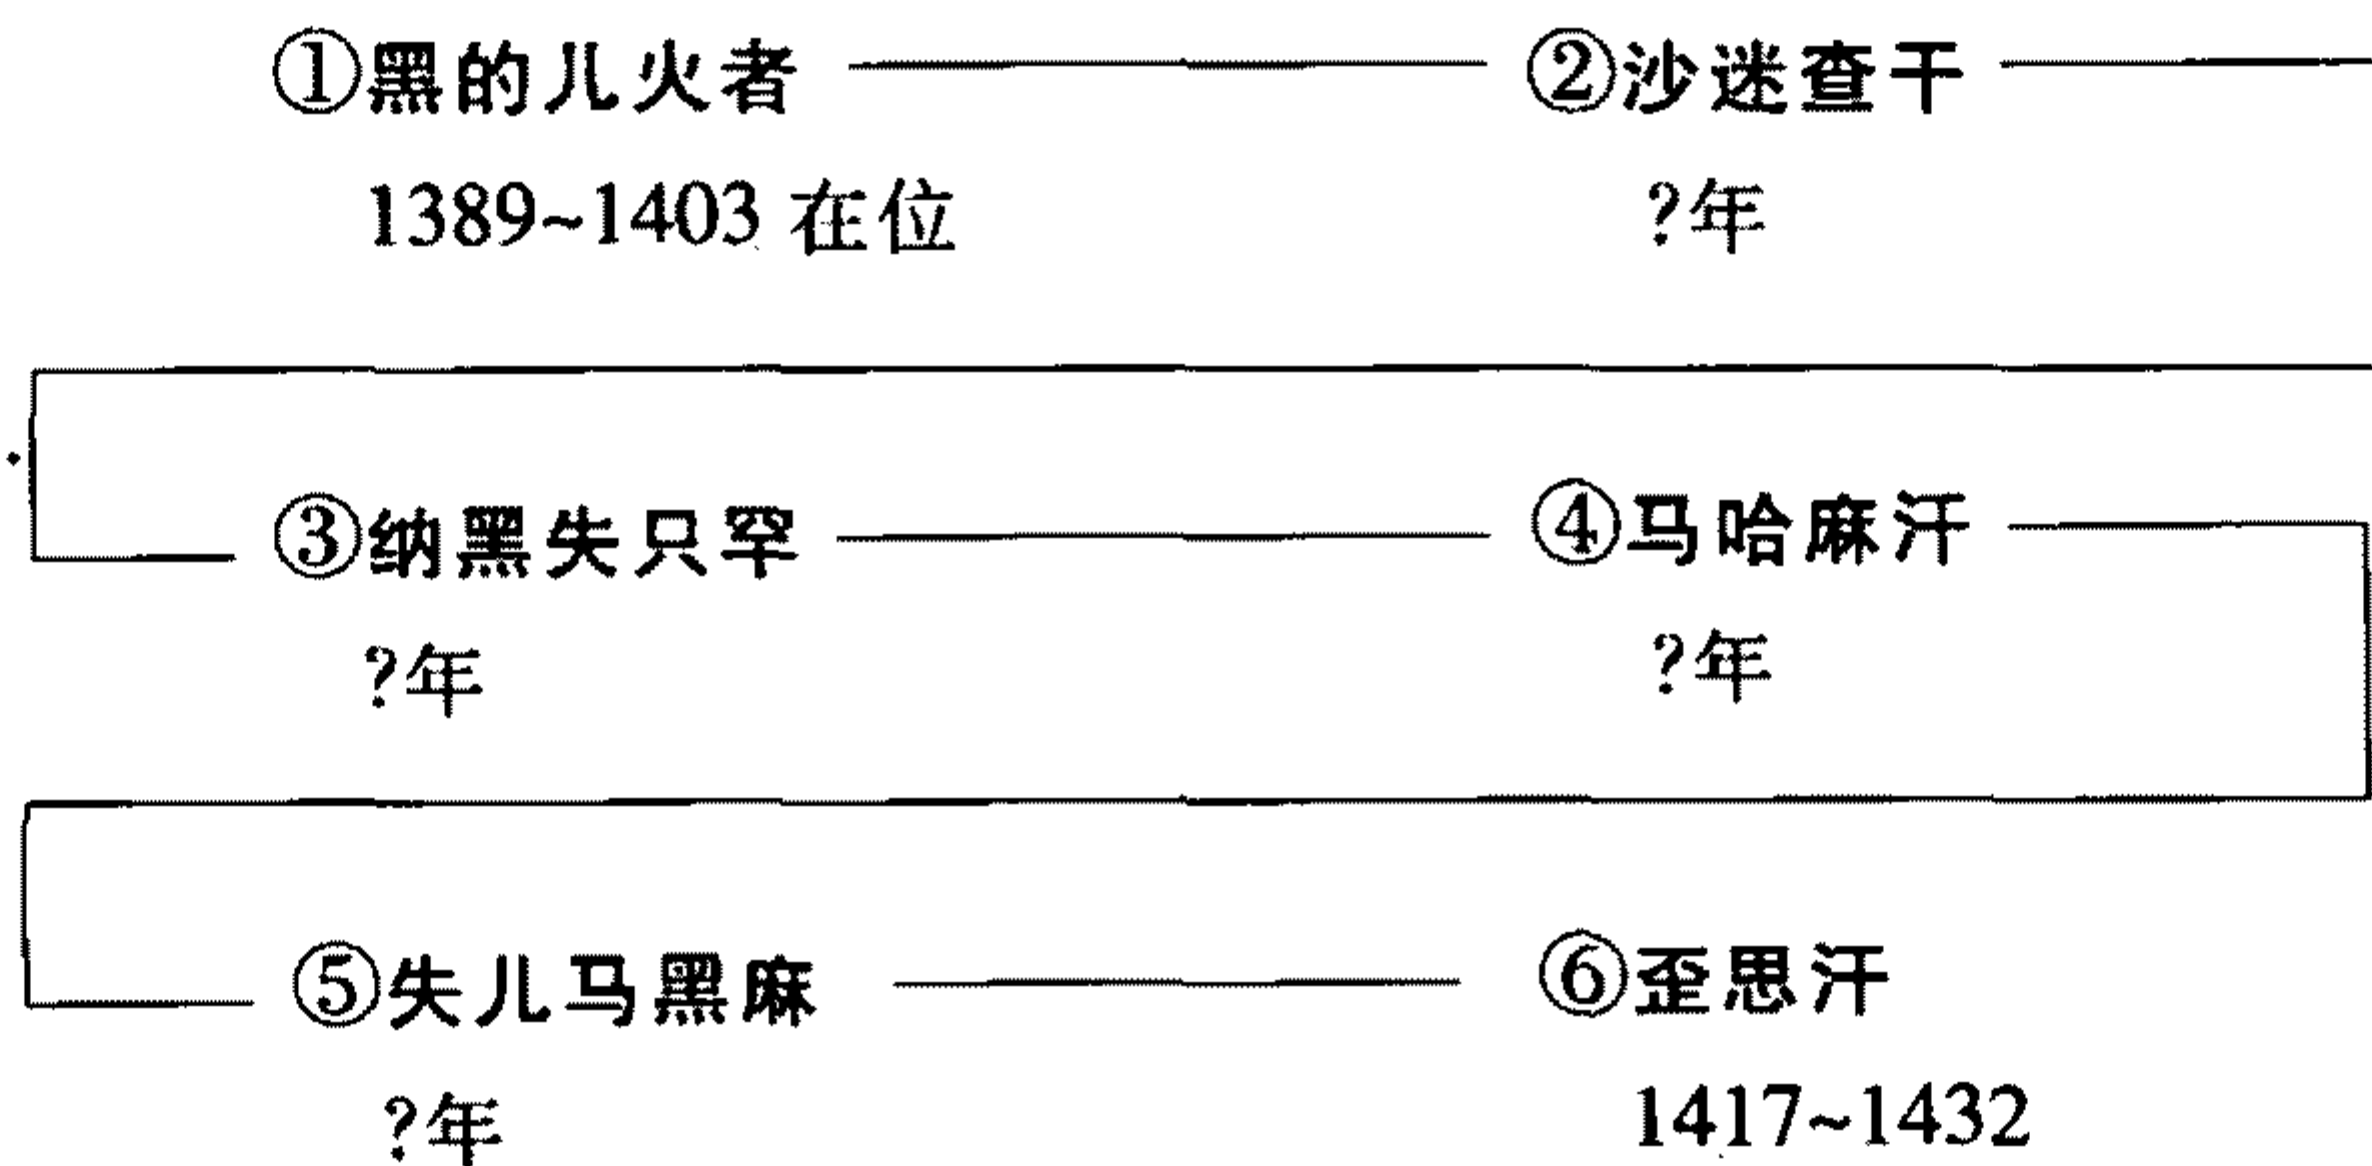 ①黑的儿火者 ②沙迷查干
1389~1403 在位 ?年
③纳黑失只罕 ④马哈麻汗
?年 ?年
⑤失儿马黑麻 ⑥歪思汗
?年 1417~1432